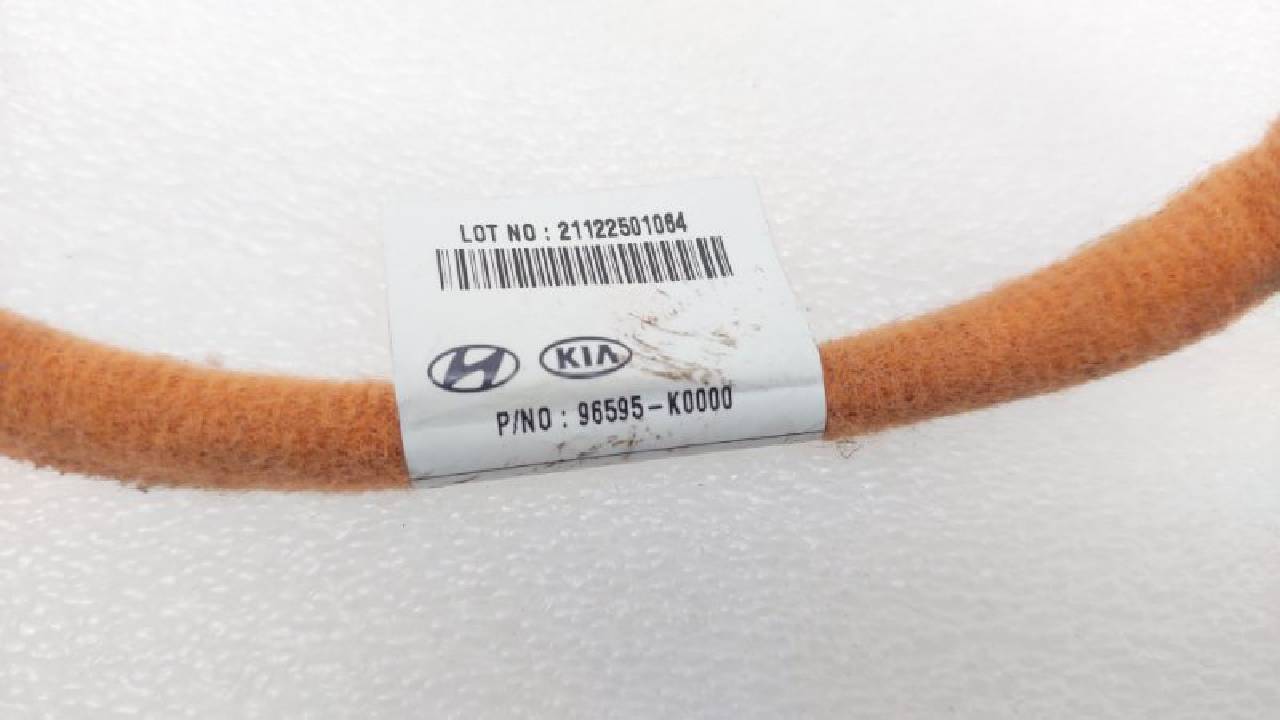 LOT NO : 21122501064
KIA
P/NO : 96595-K0000